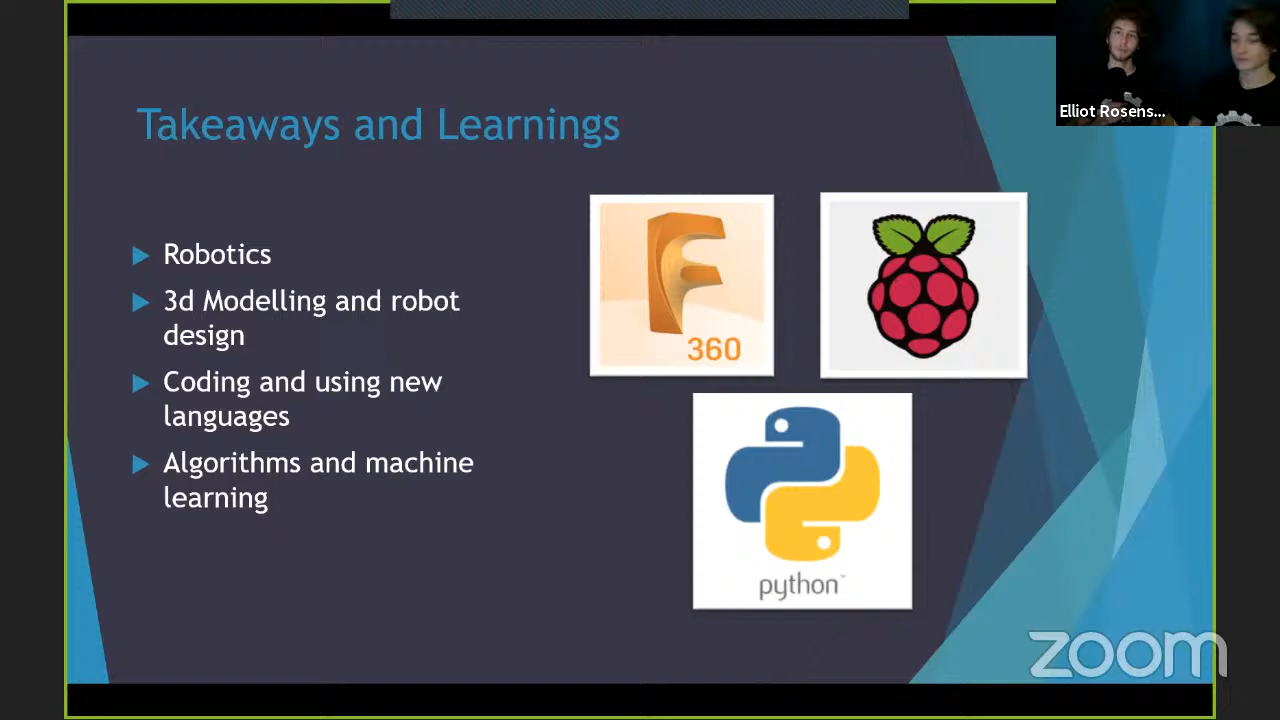 Takeaways and Learnings
Elliot Rosens...
Robotics
3d Modelling and robot
design
Coding and using new
languages
Algorithms and machine
learning
F
360
python™
zoom